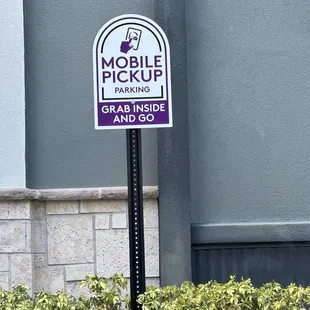 MOBILE
PICKUP
PARKING
GRAB INSIDE
AND GO